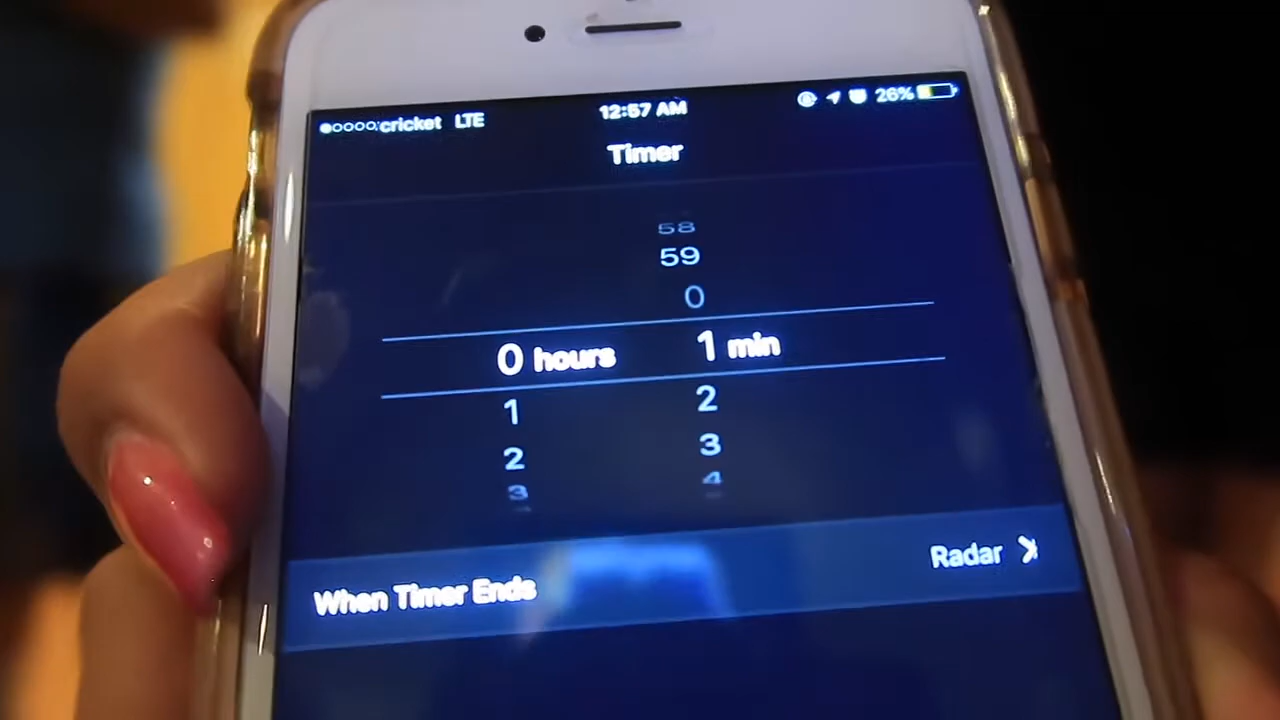 cricket LTE 12:57 AM 26%
Timer
58
59
0
0 hours 1 min
1 2
2 3
3 4
When Timer Ends Radar